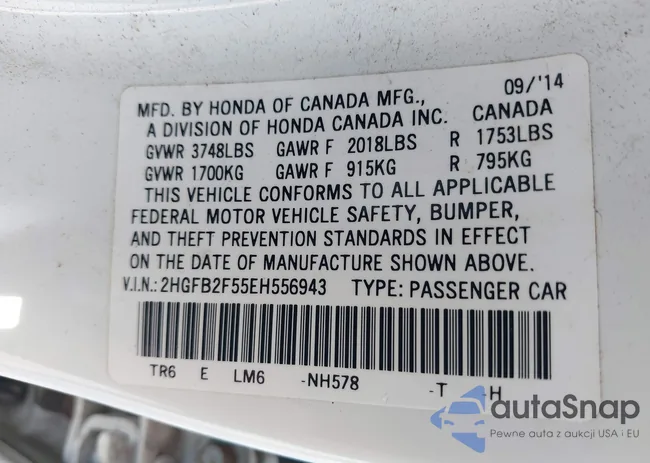 09/'14
MFD. BY HONDA OF CANADA MFG., CANADA
A DIVISION OF HONDA CANADA INC.
GVWR 3748LBS GAWR F 2018LBS R 1753LBS
GVWR 1700KG GAWR F 915KG R 795KG
THIS VEHICLE CONFORMS TO ALL APPLICABLE
FEDERAL MOTOR VEHICLE SAFETY, BUMPER,
AND THEFT PREVENTION STANDARDS IN EFFECT
ON THE DATE OF MANUFACTURE SHOWN ABOVE.
V.I.N.: 2HGFB2F55EH556943 TYPE: PASSENGER CAR
TR6 E LM6 -NH578 -T -H
autaSnap
Pewne auta z aukcji USA i EU